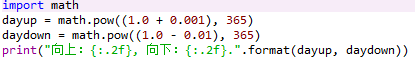 import math
dayup = math.pow((1.0 + 0.001), 365)
daydown = math.pow((1.0 - 0.01), 365)
print("向上: {:.2f}, 向下: {:.2f}.".format(dayup, daydown))